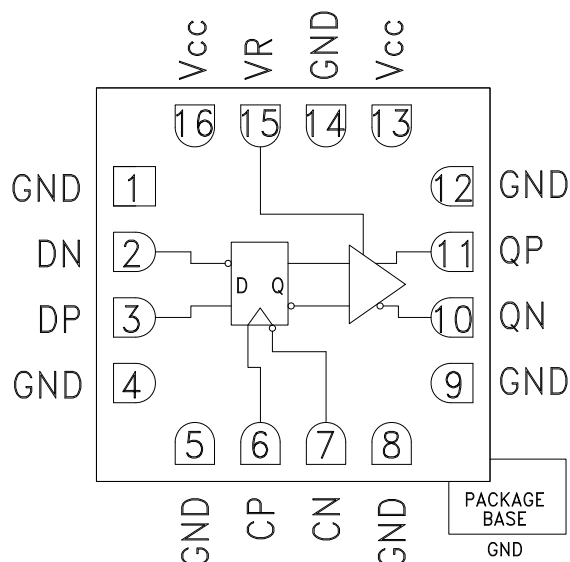 Vcc VR GND Vcc
16 15 14 13
GND 1 12 GND
DN 2 11 QP
D Q
DP 3 10 QN
GND 4 9 GND
5 6 7 8
GND CP CN GND
PACKAGE
BASE
GND